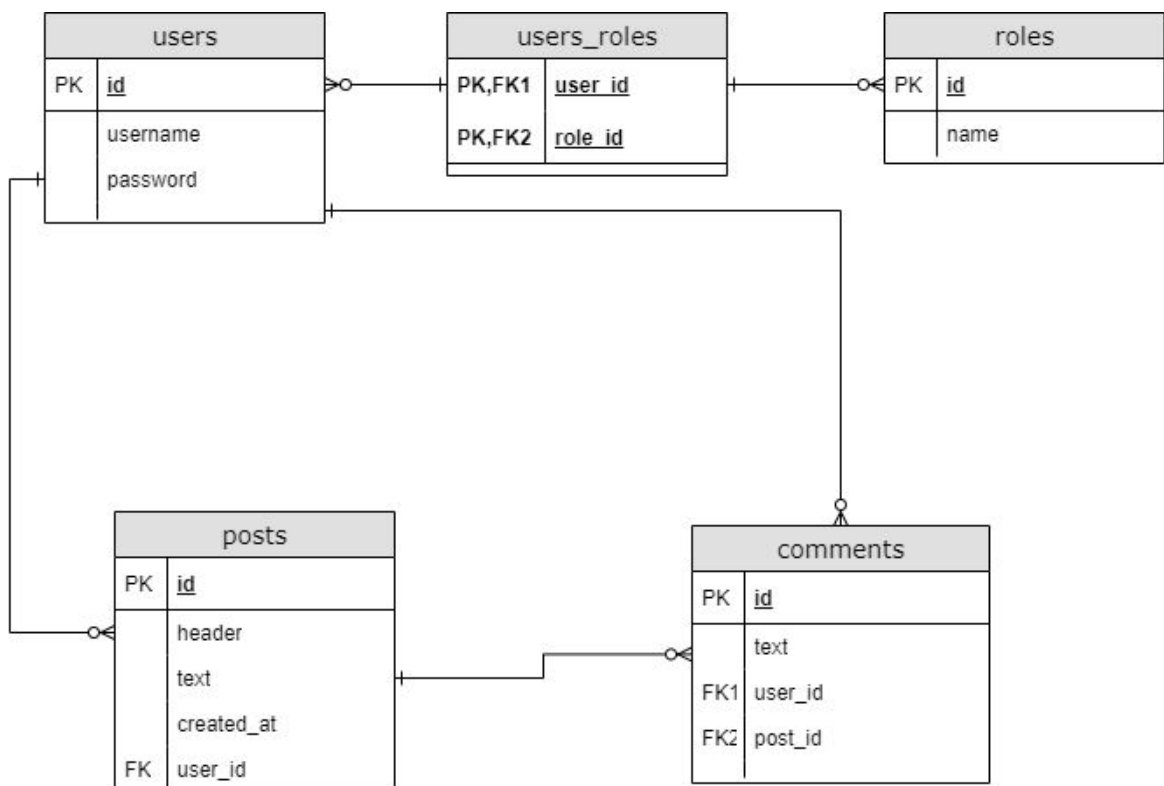 users
PK id
username
password
users_roles
PK,FK1 user_id
PK,FK2 role_id
roles
PK id
name
posts
PK id
header
text
created_at
FK user_id
comments
PK id
text
FK1 user_id
FK2 post_id